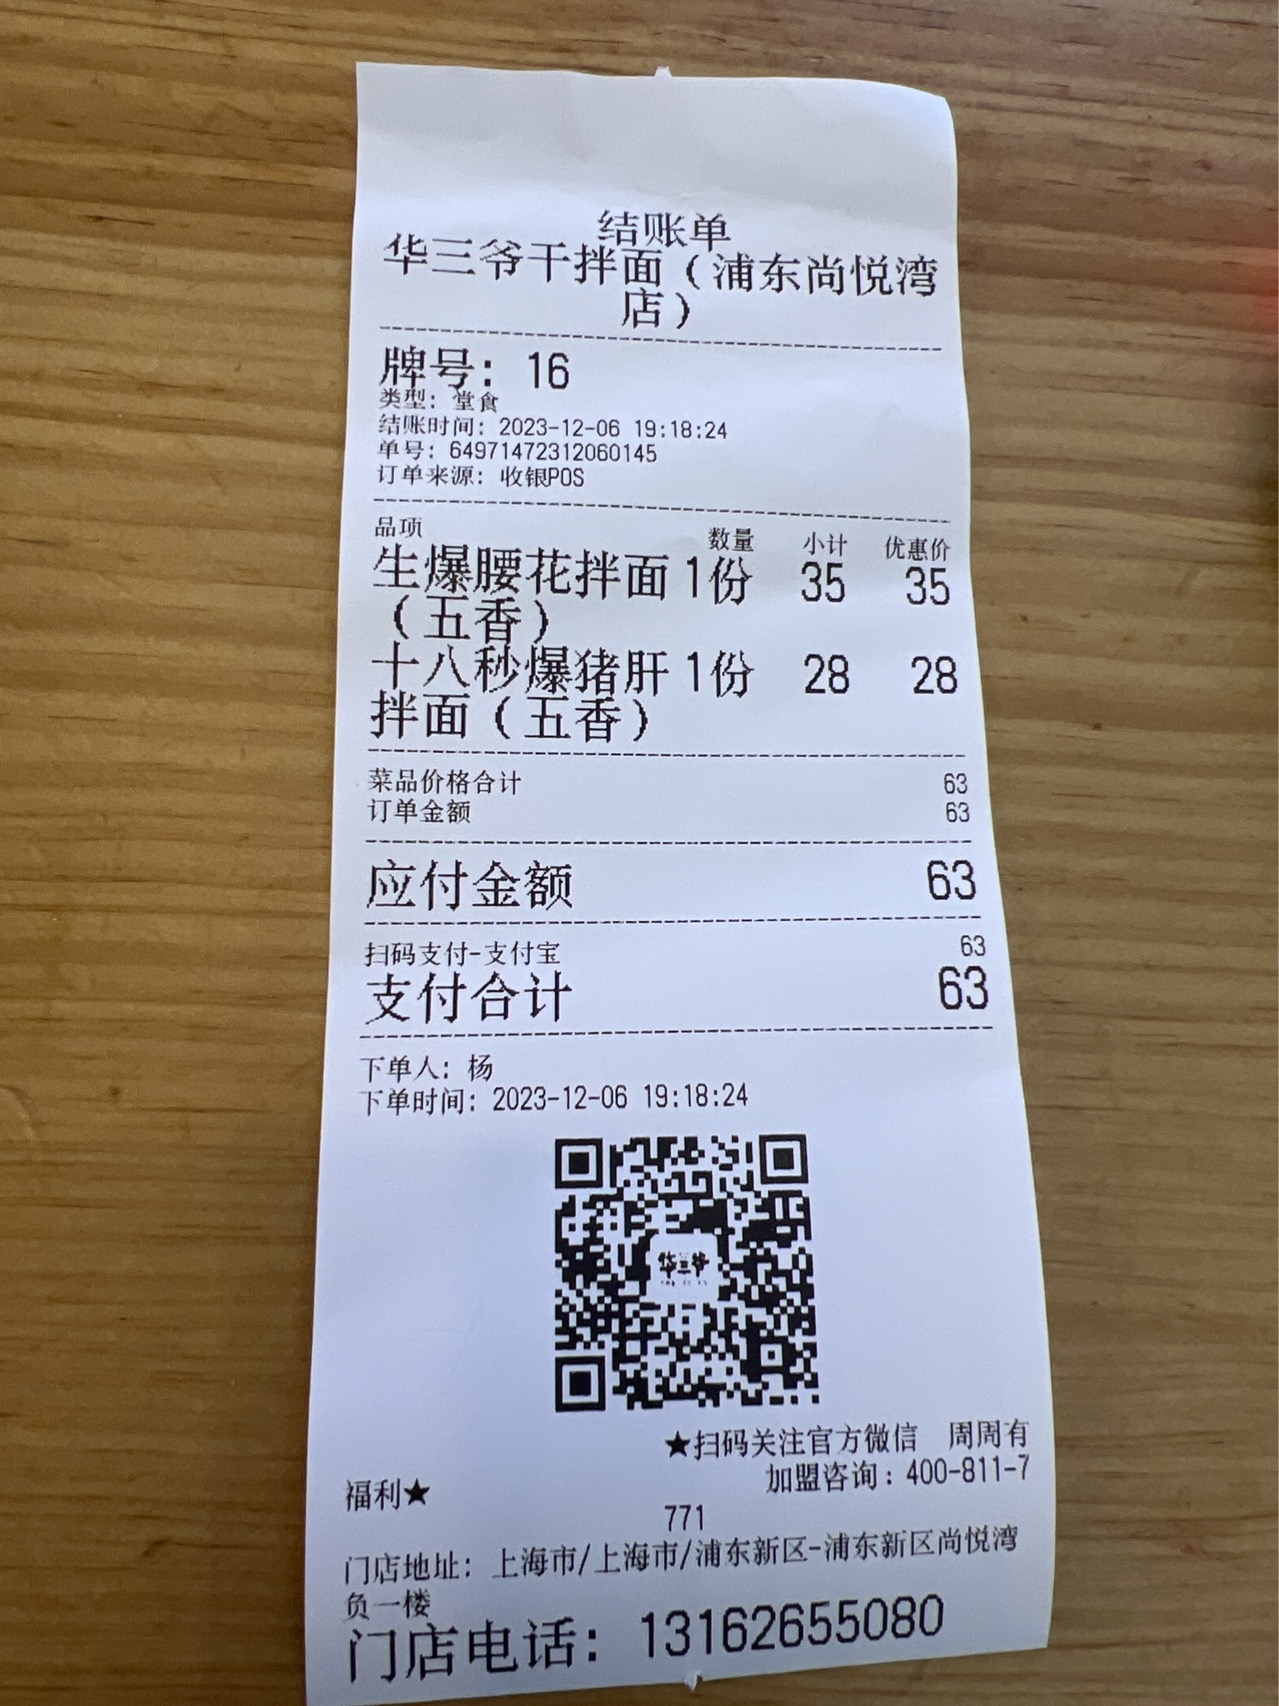 结账单
华三爷干拌面（浦东尚悦湾
店）
牌号：16
类型：堂食
结账时间：2023-12-06 19:18:24
单号：64971472312060145
订单来源：收银POS
品项 数量 小计 优惠价
生爆腰花拌面 1份 35 35
（五香）
十八秒爆猪肝 1份 28 28
拌面（五香）
菜品价格合计 63
订单金额 63
应付金额 63
扫码支付-支付宝 63
支付合计 63
下单人：杨
下单时间：2023-12-06 19:18:24
华三爷
★扫码关注官方微信 周周有
福利★ 加盟咨询：400-811-7
771
门店地址：上海市/上海市/浦东新区-浦东新区尚悦湾
负一楼
门店电话：13162655080